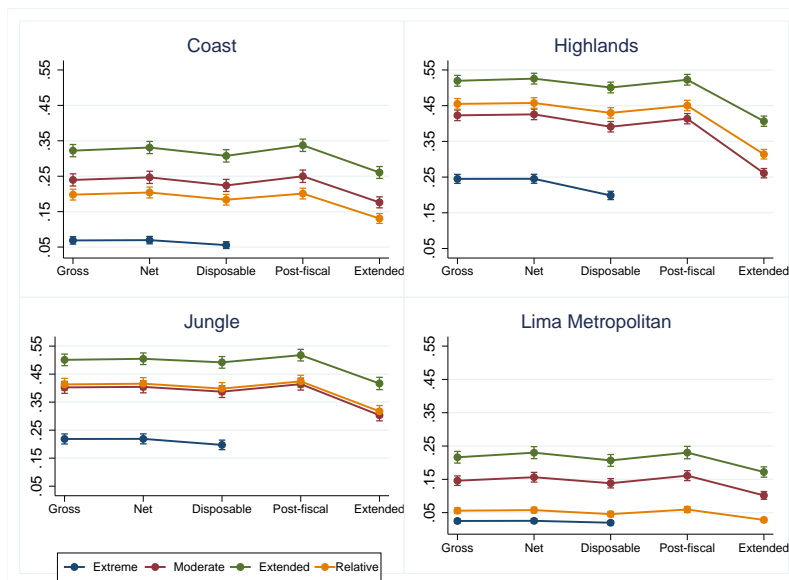 Coast
.55
.45
.35
.25
.15
.05
Gross Net Disposable Post-fiscal Extended
Highlands
.55
.45
.35
.25
.15
.05
Gross Net Disposable Post-fiscal Extended
Jungle
.55
.45
.35
.25
.15
.05
Gross Net Disposable Post-fiscal Extended
Lima Metropolitan
.55
.45
.35
.25
.15
.05
Gross Net Disposable Post-fiscal Extended
Extreme Moderate Extended Relative